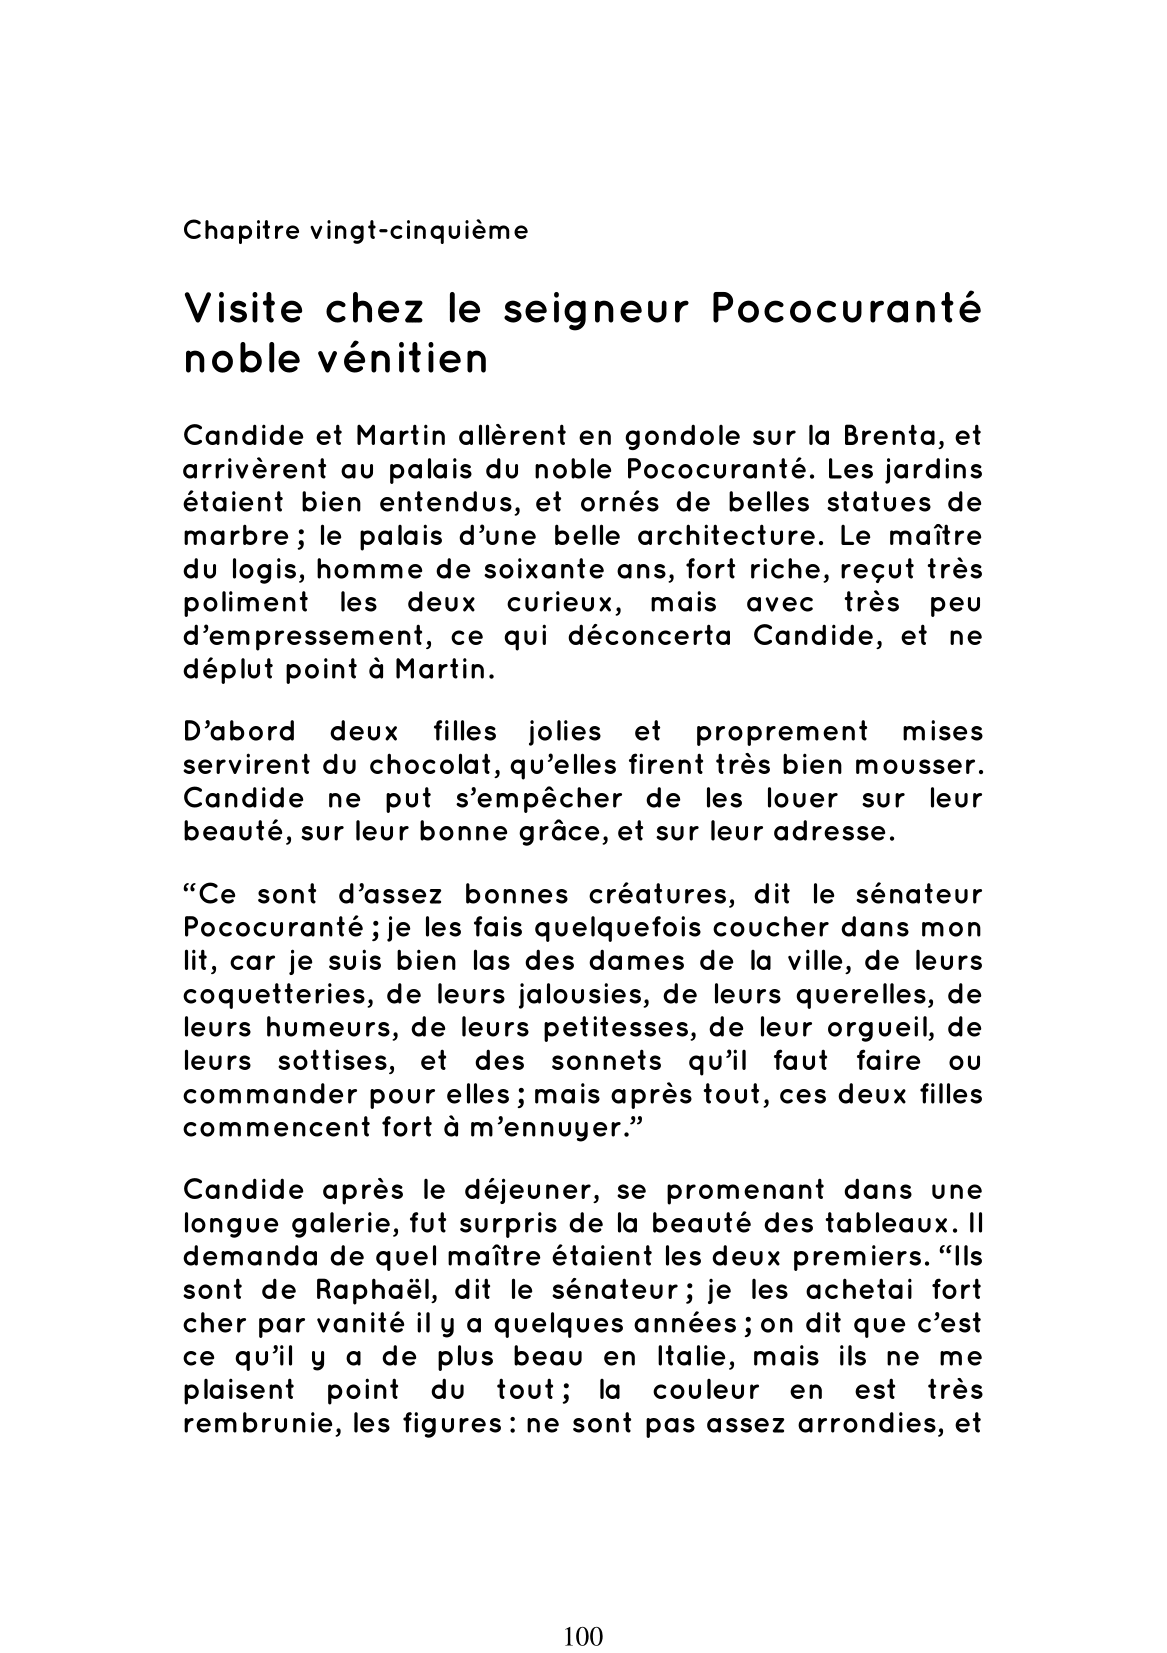 Chapitre vingt-cinquième
Visite chez le seigneur Pococuranté
noble vénitien
Candide et Martin allèrent en gondole sur la Brenta, et
arrivèrent au palais du noble Pococuranté. Les jardins
étaient bien entendus, et ornés de belles statues de
marbre ; le palais d’une belle architecture. Le maître
du logis, homme de soixante ans, fort riche, reçut très
poliment les deux curieux, mais avec très peu
d’empressement, ce qui déconcerta Candide, et ne
déplut point à Martin.
D’abord deux filles jolies et proprement mises
servirent du chocolat, qu’elles firent très bien mousser.
Candide ne put s’empêcher de les louer sur leur
beauté, sur leur bonne grâce, et sur leur adresse.
“Ce sont d’assez bonnes créatures, dit le sénateur
Pococuranté ; je les fais quelquefois coucher dans mon
lit, car je suis bien las des dames de la ville, de leurs
coquetteries, de leurs jalousies, de leurs querelles, de
leurs humeurs, de leurs petitesses, de leur orgueil, de
leurs sottises, et des sonnets qu’il faut faire ou
commander pour elles ; mais après tout, ces deux filles
commencent fort à m’ennuyer.”
Candide après le déjeuner, se promenant dans une
longue galerie, fut surpris de la beauté des tableaux. Il
demanda de quel maître étaient les deux premiers. “Ils
sont de Raphaël, dit le sénateur ; je les achetai fort
cher par vanité il y a quelques années ; on dit que c’est
ce qu’il y a de plus beau en Italie, mais ils ne me
plaisent point du tout ; la couleur en est très
rembrunie, les figures : ne sont pas assez arrondies, et
100